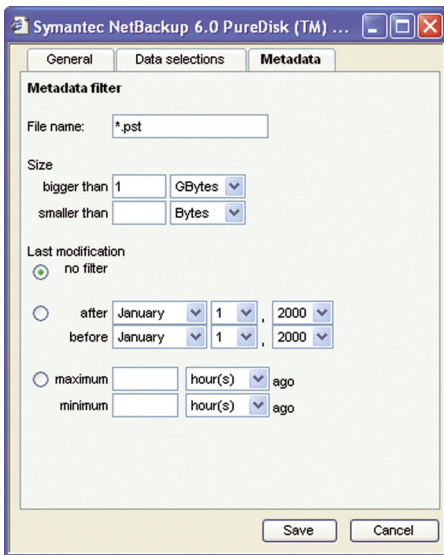 Symantec NetBackup 6.0 PureDisk (TM) ...
General Data selections Metadata
Metadata filter
File name: *.pst
Size
bigger than 1 GBytes
smaller than Bytes
Last modification
no filter
after January 1 , 2000
before January 1 , 2000
maximum hour(s) ago
minimum hour(s) ago
Save Cancel